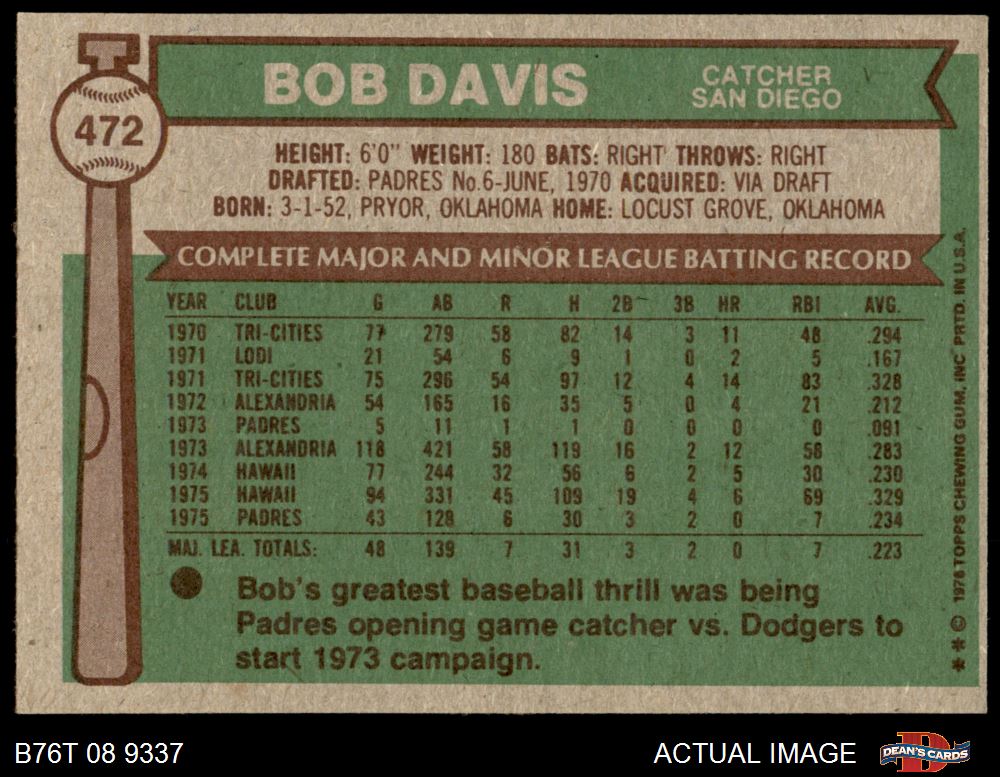 BOB DAVIS
CATCHER
SAN DIEGO
472
HEIGHT: 6'0" WEIGHT: 180 BATS: RIGHT THROWS: RIGHT
DRAFTED: PADRES No.6-JUNE, 1970 ACQUIRED: VIA DRAFT
BORN: 3-1-52, PRYOR, OKLAHOMA HOME: LOCUST GROVE, OKLAHOMA
COMPLETE MAJOR AND MINOR LEAGUE BATTING RECORD
YEAR CLUB G AB R H 2B 3B HR RBI AVG.
1970 TRI-CITIES 77 279 58 82 14 3 11 48 .294
1971 LODI 21 54 6 9 1 0 2 5 .167
1971 TRI-CITIES 75 296 54 97 12 4 14 83 .328
1972 ALEXANDRIA 54 165 16 35 5 0 4 21 .212
1973 PADRES 5 11 1 1 0 0 0 0 .091
1973 ALEXANDRIA 118 421 58 119 16 2 12 58 .283
1974 HAWAII 77 244 32 56 6 2 5 30 .230
1975 HAWAII 94 331 45 109 19 4 6 69 .329
1975 PADRES 43 128 6 30 3 2 0 7 .234
MAJ. LEA. TOTALS: 48 139 7 31 3 2 0 7 .223
Bob's greatest baseball thrill was being
Padres opening game catcher vs. Dodgers to
start 1973 campaign.
** © 1976 TOPPS CHEWING GUM, INC PRTD. IN U.S.A.
B76T 08 9337
ACTUAL IMAGE
DEAN'S CARDS